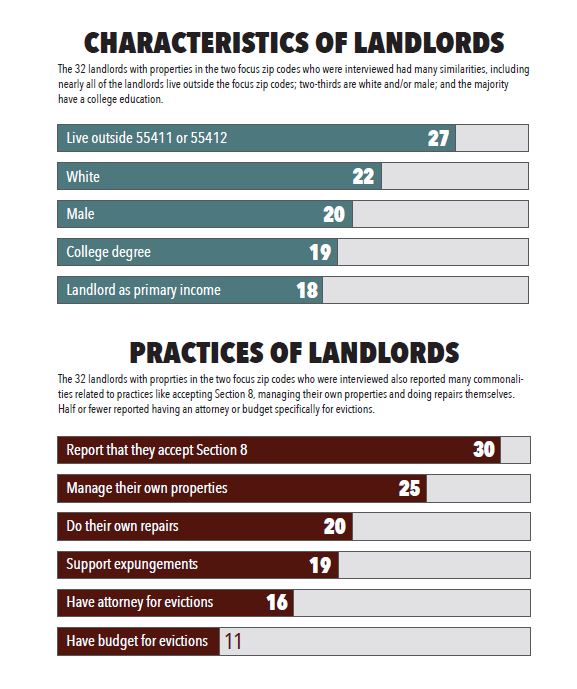 CHARACTERISTICS OF LANDLORDS
The 32 landlords with properties in the two focus zip codes who were interviewed had many similarities, including
nearly all of the landlords live outside the focus zip codes; two-thirds are white and/or male; and the majority
have a college education.
Live outside 55411 or 55412 27
White 22
Male 20
College degree 19
Landlord as primary income 18
PRACTICES OF LANDLORDS
The 32 landlords with proprties in the two focus zip codes who were interviewed also reported many commonali-
ties related to practices like accepting Section 8, managing their own properties and doing repairs themselves.
Half or fewer reported having an attorney or budget specifically for evictions.
Report that they accept Section 8 30
Manage their own properties 25
Do their own repairs 20
Support expungements 19
Have attorney for evictions 16
Have budget for evictions 11